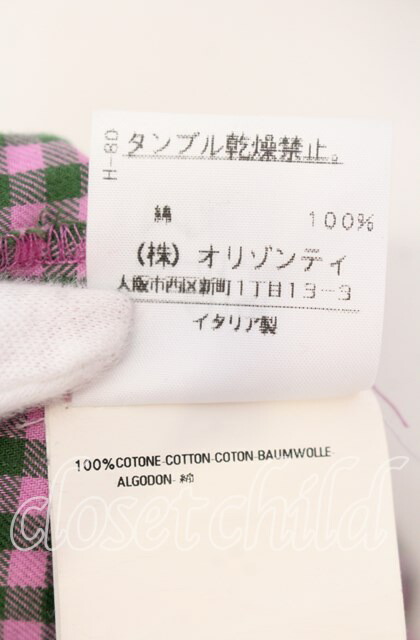 H-80
タンブル乾燥禁止。
綿 100%
(株) オリゾンティ
大阪市西区新町1丁目13-3
イタリア製
100%COTONE-COTTON-COTON-BAUMWOLLE-
ALGODON- 綿
closet child